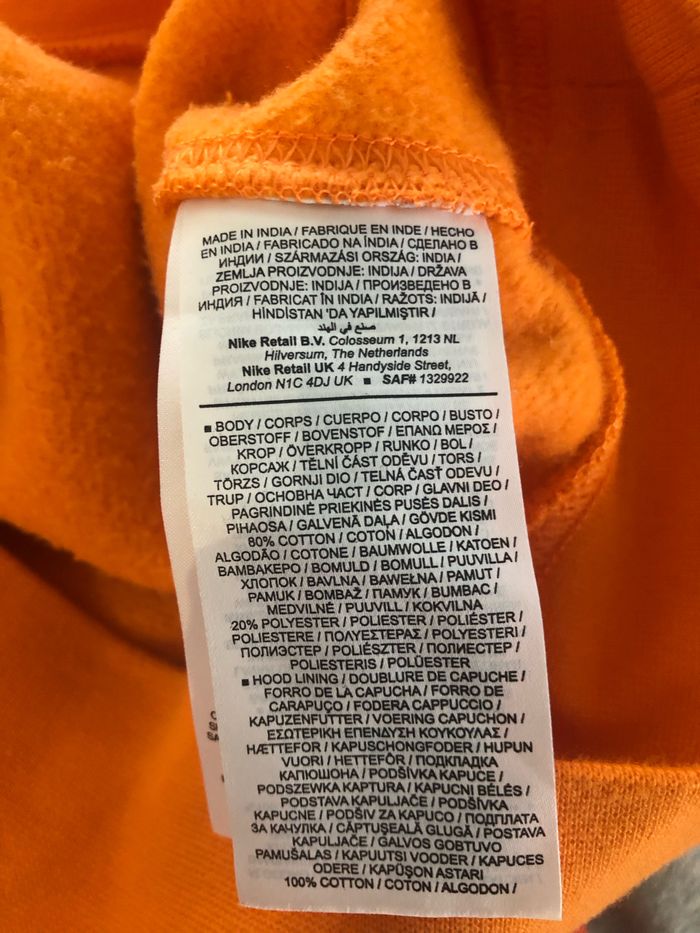 MADE IN INDIA / FABRIQUE EN INDE / HECHO
EN INDIA / FABRICADO NA ÍNDIA / СДЕЛАНО В
ИНДИИ / SZÁRMAZÁSI ORSZÁG: INDIA /
ZEMLJA PROIZVODNJE: INDIJA / DRŽAVA
PROIZVODNJE: INDIJA / ПРОИЗВЕДЕНО В
ИНДИЯ / FABRICAT ÎN INDIA / RAŽOTS: INDIJĀ /
HİNDİSTAN 'DA YAPILMIŞTIR /
صنع في الهند
Nike Retail B.V. Colosseum 1, 1213 NL
Hilversum, The Netherlands
Nike Retail UK 4 Handyside Street,
London N1C 4DJ UK ■ SAF# 1329922
■ BODY / CORPS / CUERPO / CORPO / BUSTO /
OBERSTOFF / BOVENSTOF / ΕΠΑΝΩ ΜΕΡΟΣ /
KROP / ÖVERKROPP / RUNKO / BOL /
КОРСАЖ / TĚLNÍ ČÁST ODĚVU / TORS /
TÖRZS / GORNJI DIO / TELNÁ ČASŤ ODEVU /
TRUP / ОСНОВНА ЧАСТ / CORP / GLAVNI DEO /
PAGRINDINĖ PRIEKINĖS PUSĖS DALIS /
PIHAOSA / GALVENĀ DAĻA / GÖVDE KISMI
80% COTTON / COTON / ALGODON /
ALGODÃO / COTONE / BAUMWOLLE / KATOEN /
ΒΑΜΒΑΚΕΡΟ / BOMULD / BOMULL / PUUVILLA /
ХЛОПОК / BAVLNA / BAWEŁNA / PAMUT /
PAMUK / BOMBAŽ / ПАМУК / BUMBAC /
MEDVILNĖ / PUUVILL / KOKVILNA
20% POLYESTER / POLIESTER / POLIÉSTER /
POLIESTERE / ΠΟΛΥΕΣΤΕΡΑΣ / POLYESTERI /
ПОЛИЭСТЕР / POLIÉSZTER / ПОЛИЕСТЕР /
POLIESTERIS / POLÜESTER
■ HOOD LINING / DOUBLURE DE CAPUCHE /
FORRO DE LA CAPUCHA / FORRO DE
CARAPUÇO / FODERA CAPPUCCIO /
KAPUZENFUTTER / VOERING CAPUCHON /
ΕΣΩΤΕΡΙΚΗ ΕΠΕΝΔΥΣΗ ΚΟΥΚΟΥΛΑΣ /
HÆTTEFOR / KAPUSCHONGFODER / HUPUN
VUORI / HETTEFÔR / ПОДКЛАДКА
КАПЮШОНА / PODŠÍVKA KAPUCE /
PODSZEWKA KAPTURA / KAPUCNI BÉLÉS /
PODSTAVA KAPULJAČE / PODŠÍVKA
KAPUCNE / PODŠIV ZA KAPUCO / ПОДПЛАТА
ЗА КАЧУЛКА / CĂPTUŞEALĂ GLUGĂ / POSTAVA
KAPULJAČE / GALVOS GOBTUVO
PAMUŠALAS / KAPUUTSI VOODER / KAPUCES
ODERE / KAPÜŞON ASTARI
100% COTTON / COTON / ALGODON /